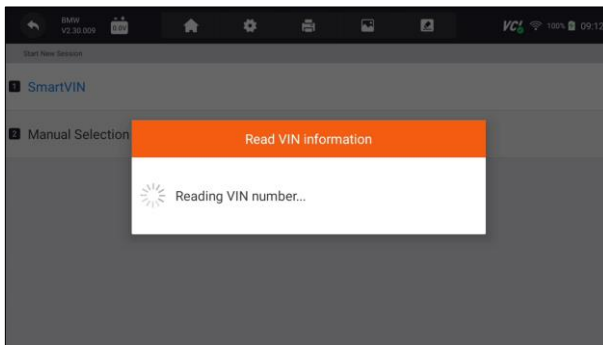 BMW
V2.30.009
0.0V
VCI
100%
09:12
Start New Session
1 SmartVIN
2 Manual Selection
Read VIN information
Reading VIN number...